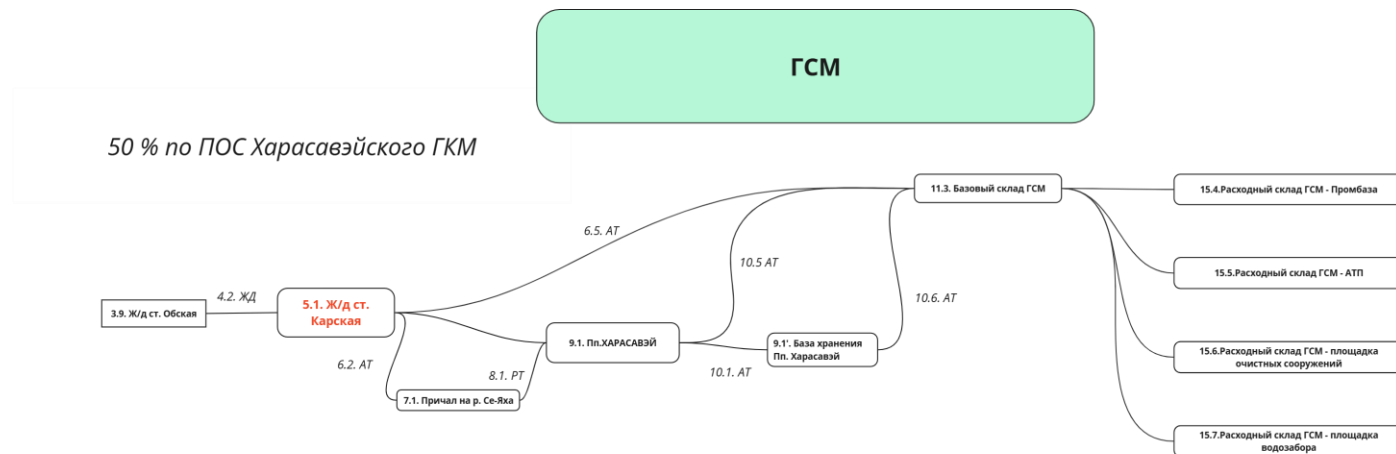 ГСМ
50 % по ПОС Харасавэйского ГКМ
11.3. Базовый склад ГСМ
15.4.Расходный склад ГСМ - Промбаза
6.5. АТ
10.5 АТ
15.5.Расходный склад ГСМ - АТП
4.2. ЖД
5.1. Ж/д ст.
Карская
10.6. АТ
3.9. Ж/д ст. Обская
9.1. Пп.ХАРАСАВЭЙ
9.1'. База хранения
Пп. Харасавэй
15.6.Расходный склад ГСМ - площадка
очистных сооружений
6.2. АТ
8.1. РТ
10.1. АТ
7.1. Причал на р. Се-Яха
15.7.Расходный склад ГСМ - площадка
водозабора